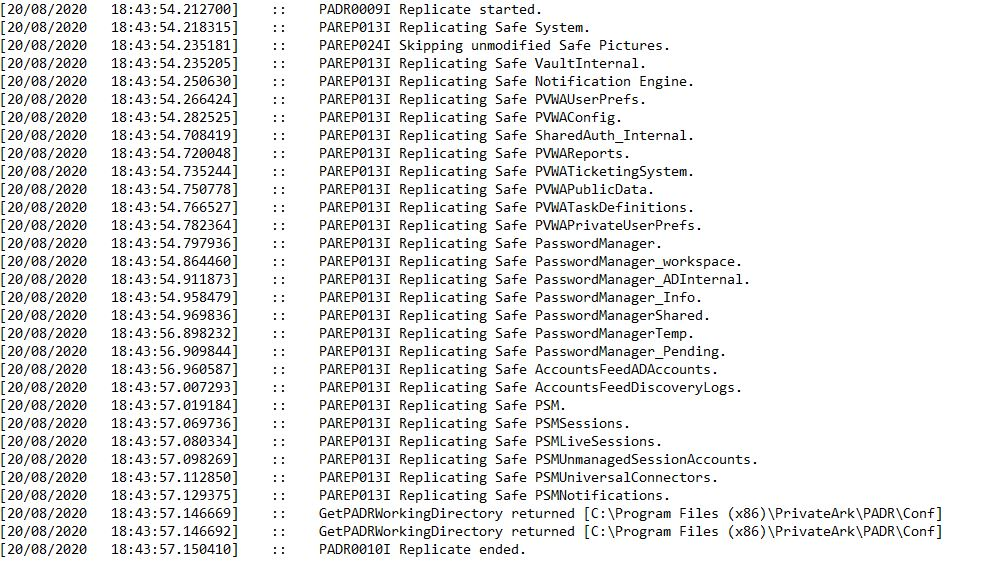 [20/08/2020 18:43:54.212700] :: PADR0009I Replicate started.
[20/08/2020 18:43:54.218315] :: PAREP013I Replicating Safe System.
[20/08/2020 18:43:54.235181] :: PAREP024I Skipping unmodified Safe Pictures.
[20/08/2020 18:43:54.235205] :: PAREP013I Replicating Safe VaultInternal.
[20/08/2020 18:43:54.250630] :: PAREP013I Replicating Safe Notification Engine.
[20/08/2020 18:43:54.266424] :: PAREP013I Replicating Safe PVWAUserPrefs.
[20/08/2020 18:43:54.282525] :: PAREP013I Replicating Safe PVWAConfig.
[20/08/2020 18:43:54.708419] :: PAREP013I Replicating Safe SharedAuth_Internal.
[20/08/2020 18:43:54.720048] :: PAREP013I Replicating Safe PVWAReports.
[20/08/2020 18:43:54.735244] :: PAREP013I Replicating Safe PVWATicketingSystem.
[20/08/2020 18:43:54.750778] :: PAREP013I Replicating Safe PVWAPublicData.
[20/08/2020 18:43:54.766527] :: PAREP013I Replicating Safe PVWATaskDefinitions.
[20/08/2020 18:43:54.782364] :: PAREP013I Replicating Safe PVWAPrivateUserPrefs.
[20/08/2020 18:43:54.797936] :: PAREP013I Replicating Safe PasswordManager.
[20/08/2020 18:43:54.864460] :: PAREP013I Replicating Safe PasswordManager_workspace.
[20/08/2020 18:43:54.911873] :: PAREP013I Replicating Safe PasswordManager_ADInternal.
[20/08/2020 18:43:54.958479] :: PAREP013I Replicating Safe PasswordManager_Info.
[20/08/2020 18:43:54.969836] :: PAREP013I Replicating Safe PasswordManagerShared.
[20/08/2020 18:43:56.898232] :: PAREP013I Replicating Safe PasswordManagerTemp.
[20/08/2020 18:43:56.909844] :: PAREP013I Replicating Safe PasswordManager_Pending.
[20/08/2020 18:43:56.960587] :: PAREP013I Replicating Safe AccountsFeedADAccounts.
[20/08/2020 18:43:57.007293] :: PAREP013I Replicating Safe AccountsFeedDiscoveryLogs.
[20/08/2020 18:43:57.019184] :: PAREP013I Replicating Safe PSM.
[20/08/2020 18:43:57.069736] :: PAREP013I Replicating Safe PSMSessions.
[20/08/2020 18:43:57.080334] :: PAREP013I Replicating Safe PSMLiveSessions.
[20/08/2020 18:43:57.098269] :: PAREP013I Replicating Safe PSMUnmanagedSessionAccounts.
[20/08/2020 18:43:57.112850] :: PAREP013I Replicating Safe PSMUniversalConnectors.
[20/08/2020 18:43:57.129375] :: PAREP013I Replicating Safe PSMNotifications.
[20/08/2020 18:43:57.146669] :: GetPADRWorkingDirectory returned [C:\Program Files (x86)\PrivateArk\PADR\Conf]
[20/08/2020 18:43:57.146692] :: GetPADRWorkingDirectory returned [C:\Program Files (x86)\PrivateArk\PADR\Conf]
[20/08/2020 18:43:57.150410] :: PADR0010I Replicate ended.